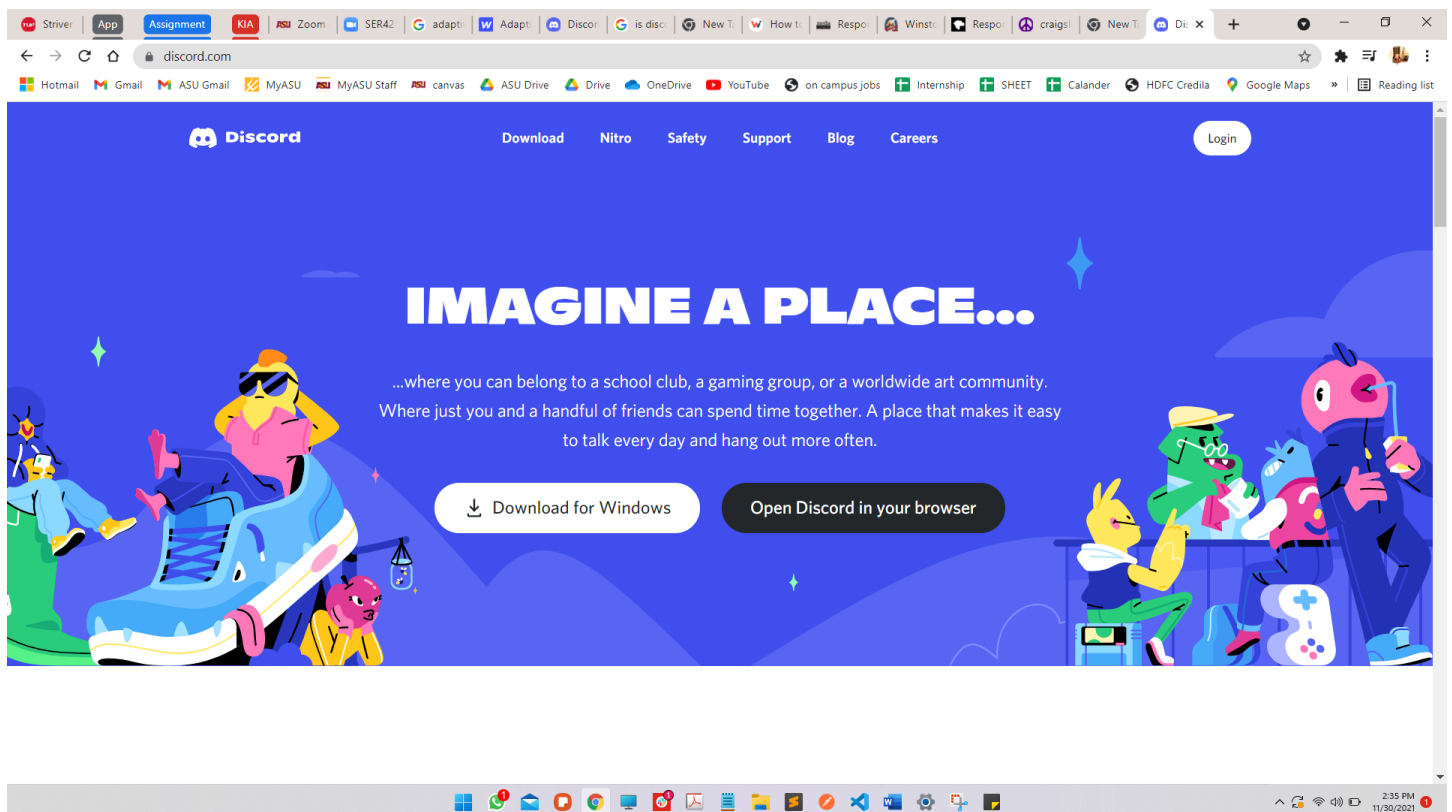 Striver
App
Assignment
KIA
Zoom
SER42
adapti
Adapt
Discor
is disc
New T
How t
Respo
Winst
Respo
craigs
New T
Dis
discord.com
Hotmail
Gmail
ASU Gmail
MyASU
MyASU Staff
canvas
ASU Drive
Drive
OneDrive
YouTube
on campus jobs
Internship
SHEET
Calander
HDFC Credila
Google Maps
»
Reading list
Discord
Download
Nitro
Safety
Support
Blog
Careers
Login
IMAGINE A PLACE...
...where you can belong to a school club, a gaming group, or a worldwide art community.
Where just you and a handful of friends can spend time together. A place that makes it easy
to talk every day and hang out more often.
Download for Windows
Open Discord in your browser
2:35 PM
11/30/2021